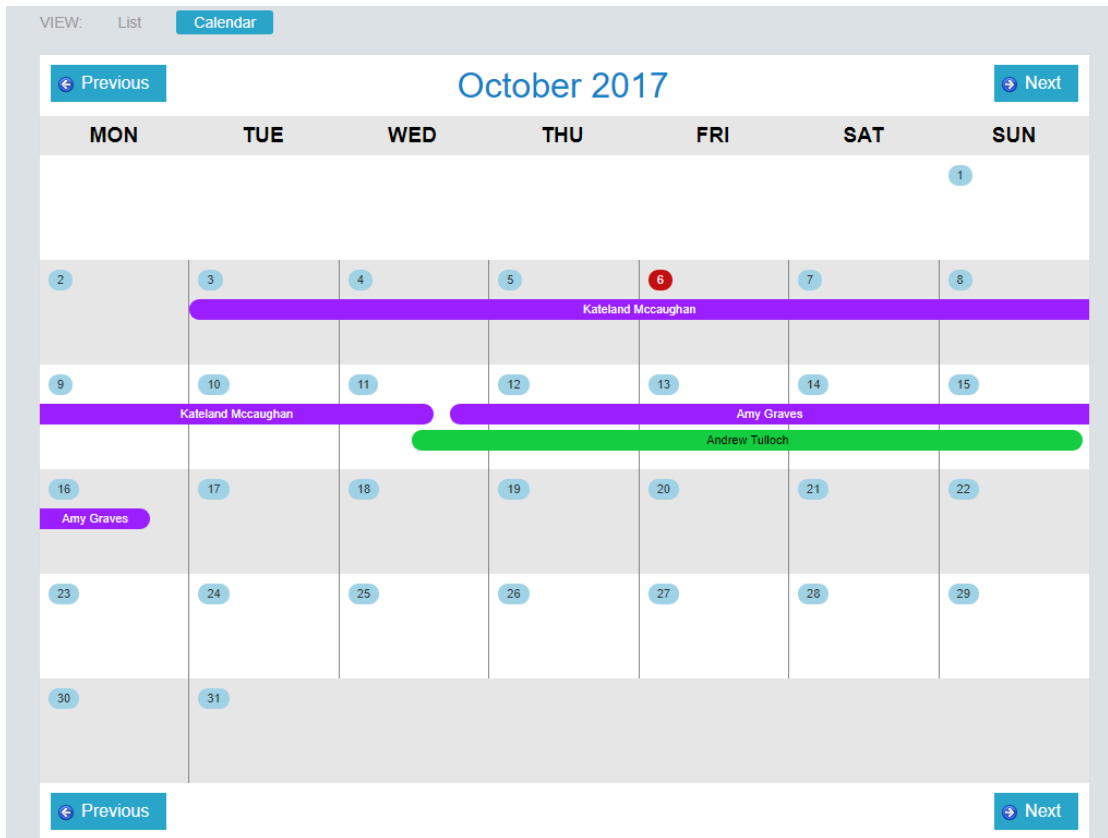 VIEW: List Calendar
Previous October 2017 Next
MON TUE WED THU FRI SAT SUN
1
2 3 4 5 6 7 8
Kateland Mccaughan
9 10 11 12 13 14 15
Kateland Mccaughan Amy Graves
Andrew Tulloch
16 17 18 19 20 21 22
Amy Graves
23 24 25 26 27 28 29
30 31
Previous Next